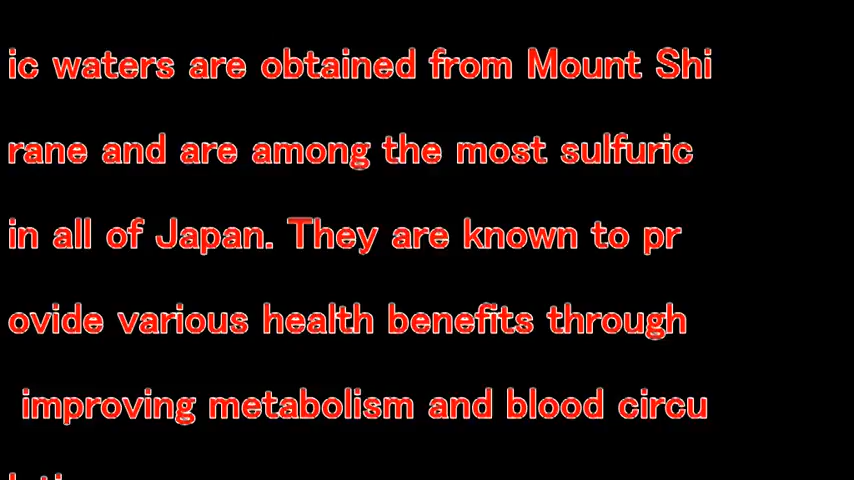 ic waters are obtained from Mount Shi
rane and are among the most sulfuric
in all of Japan. They are known to pr
ovide various health benefits through
improving metabolism and blood circu